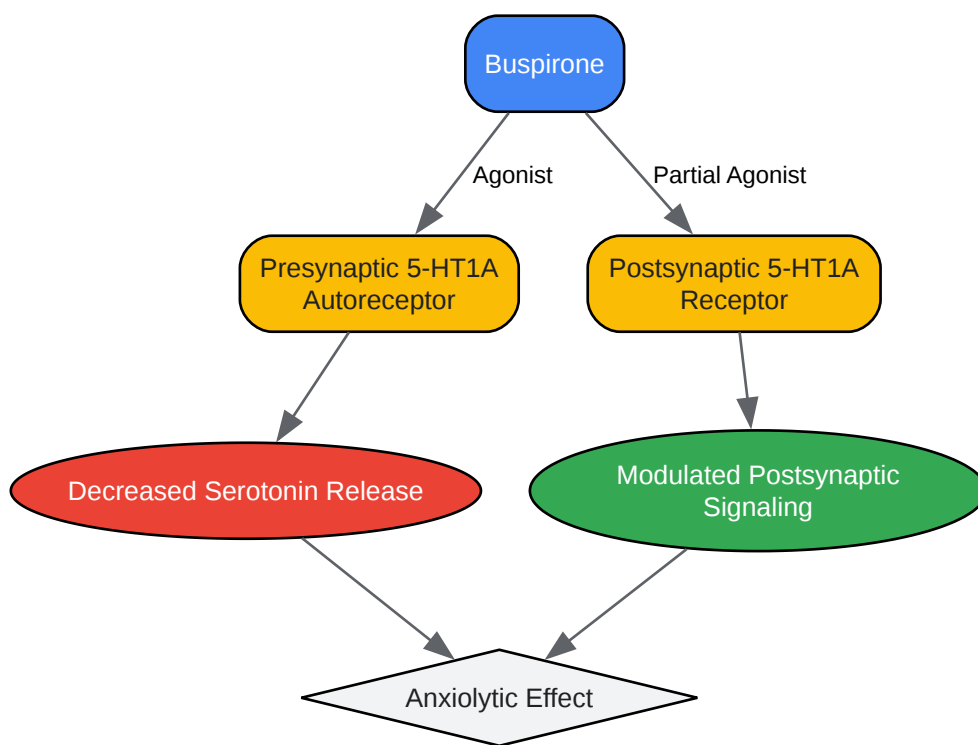 Buspirone
Agonist
Partial Agonist
Presynaptic 5-HT1A
Autoreceptor
Postsynaptic 5-HT1A
Receptor
Decreased Serotonin Release
Modulated Postsynaptic
Signaling
Anxiolytic Effect